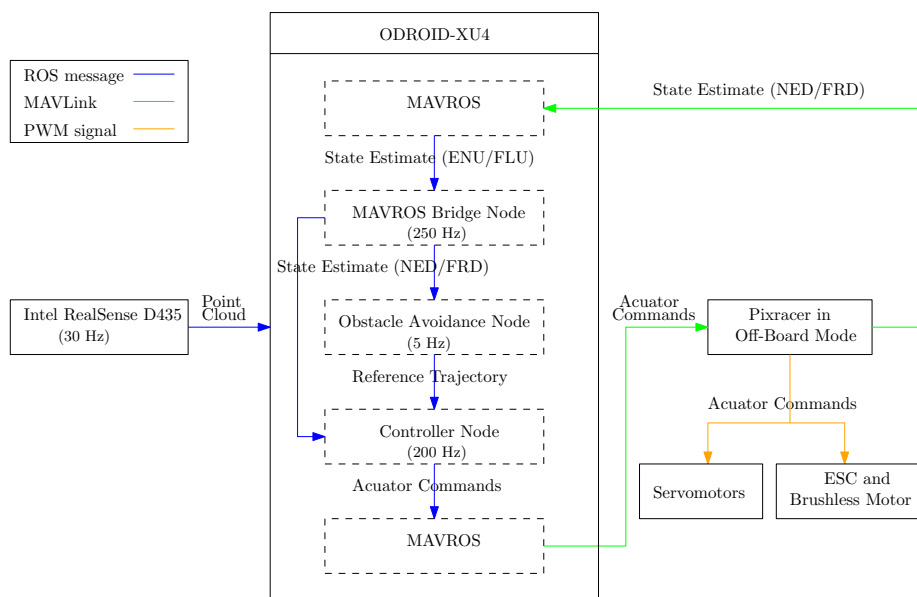 ODROID-XU4
ROS message
MAVLink
PWM signal
MAVROS
State Estimate (NED/FRD)
State Estimate (ENU/FLU)
MAVROS Bridge Node
(250 Hz)
State Estimate (NED/FRD)
Intel RealSense D435
(30 Hz)
Point
Cloud
Obstacle Avoidance Node
(5 Hz)
Acuator
Commands
Pixracer in
Off-Board Mode
Reference Trajectory
Acuator Commands
Controller Node
(200 Hz)
Servomotors
ESC and
Brushless Motor
Acuator Commands
MAVROS